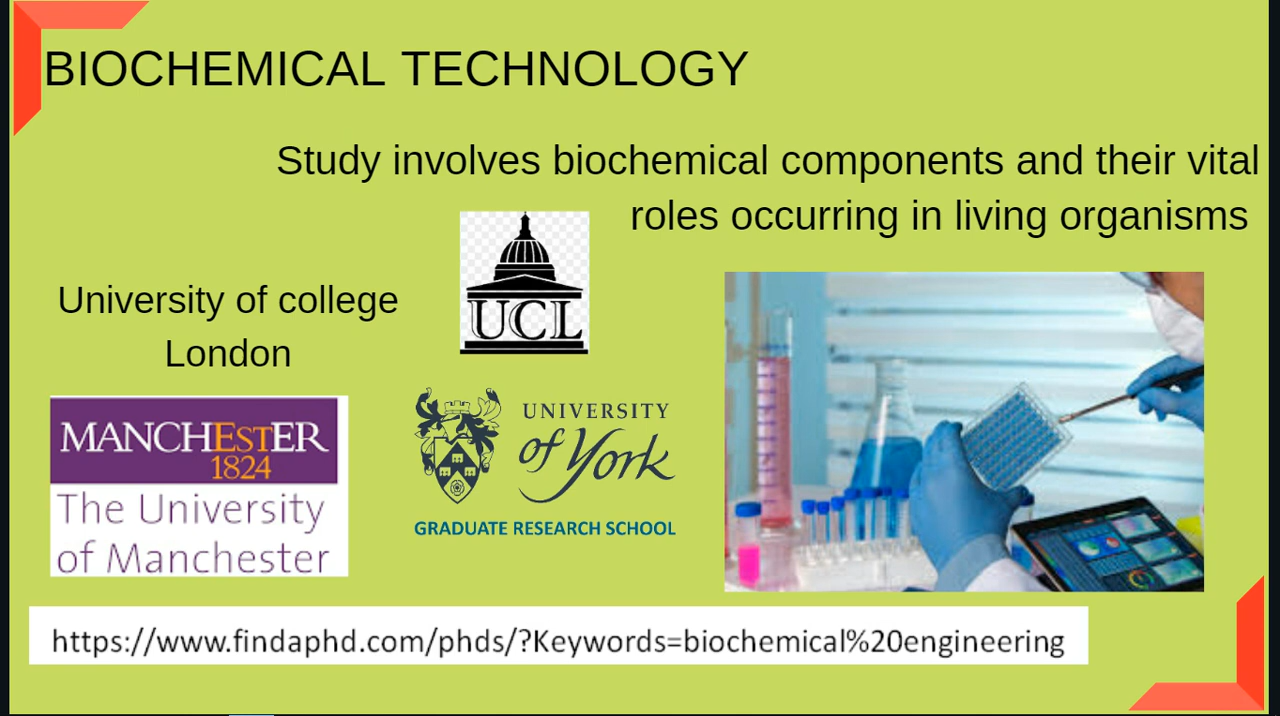 BIOCHEMICAL TECHNOLOGY
Study involves biochemical components and their vital
roles occurring in living organisms
UCL
University of college
London
MANCHEsTER
1824
The University
of Manchester
UNIVERSITY
of York
GRADUATE RESEARCH SCHOOL
https://www.findaphd.com/phds/?Keywords=biochemical%20engineering